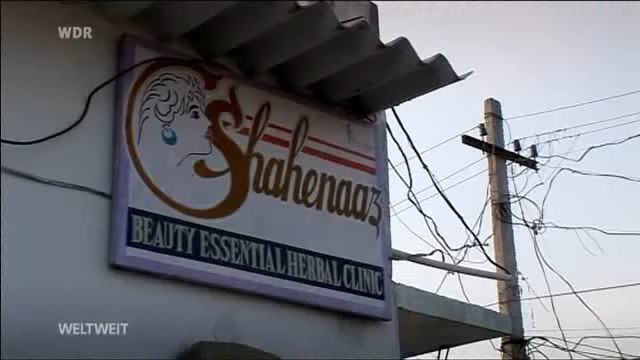 WDR
Shahenaaz
BEAUTY ESSENTIAL HERBAL CLINIC
WELTWEIT